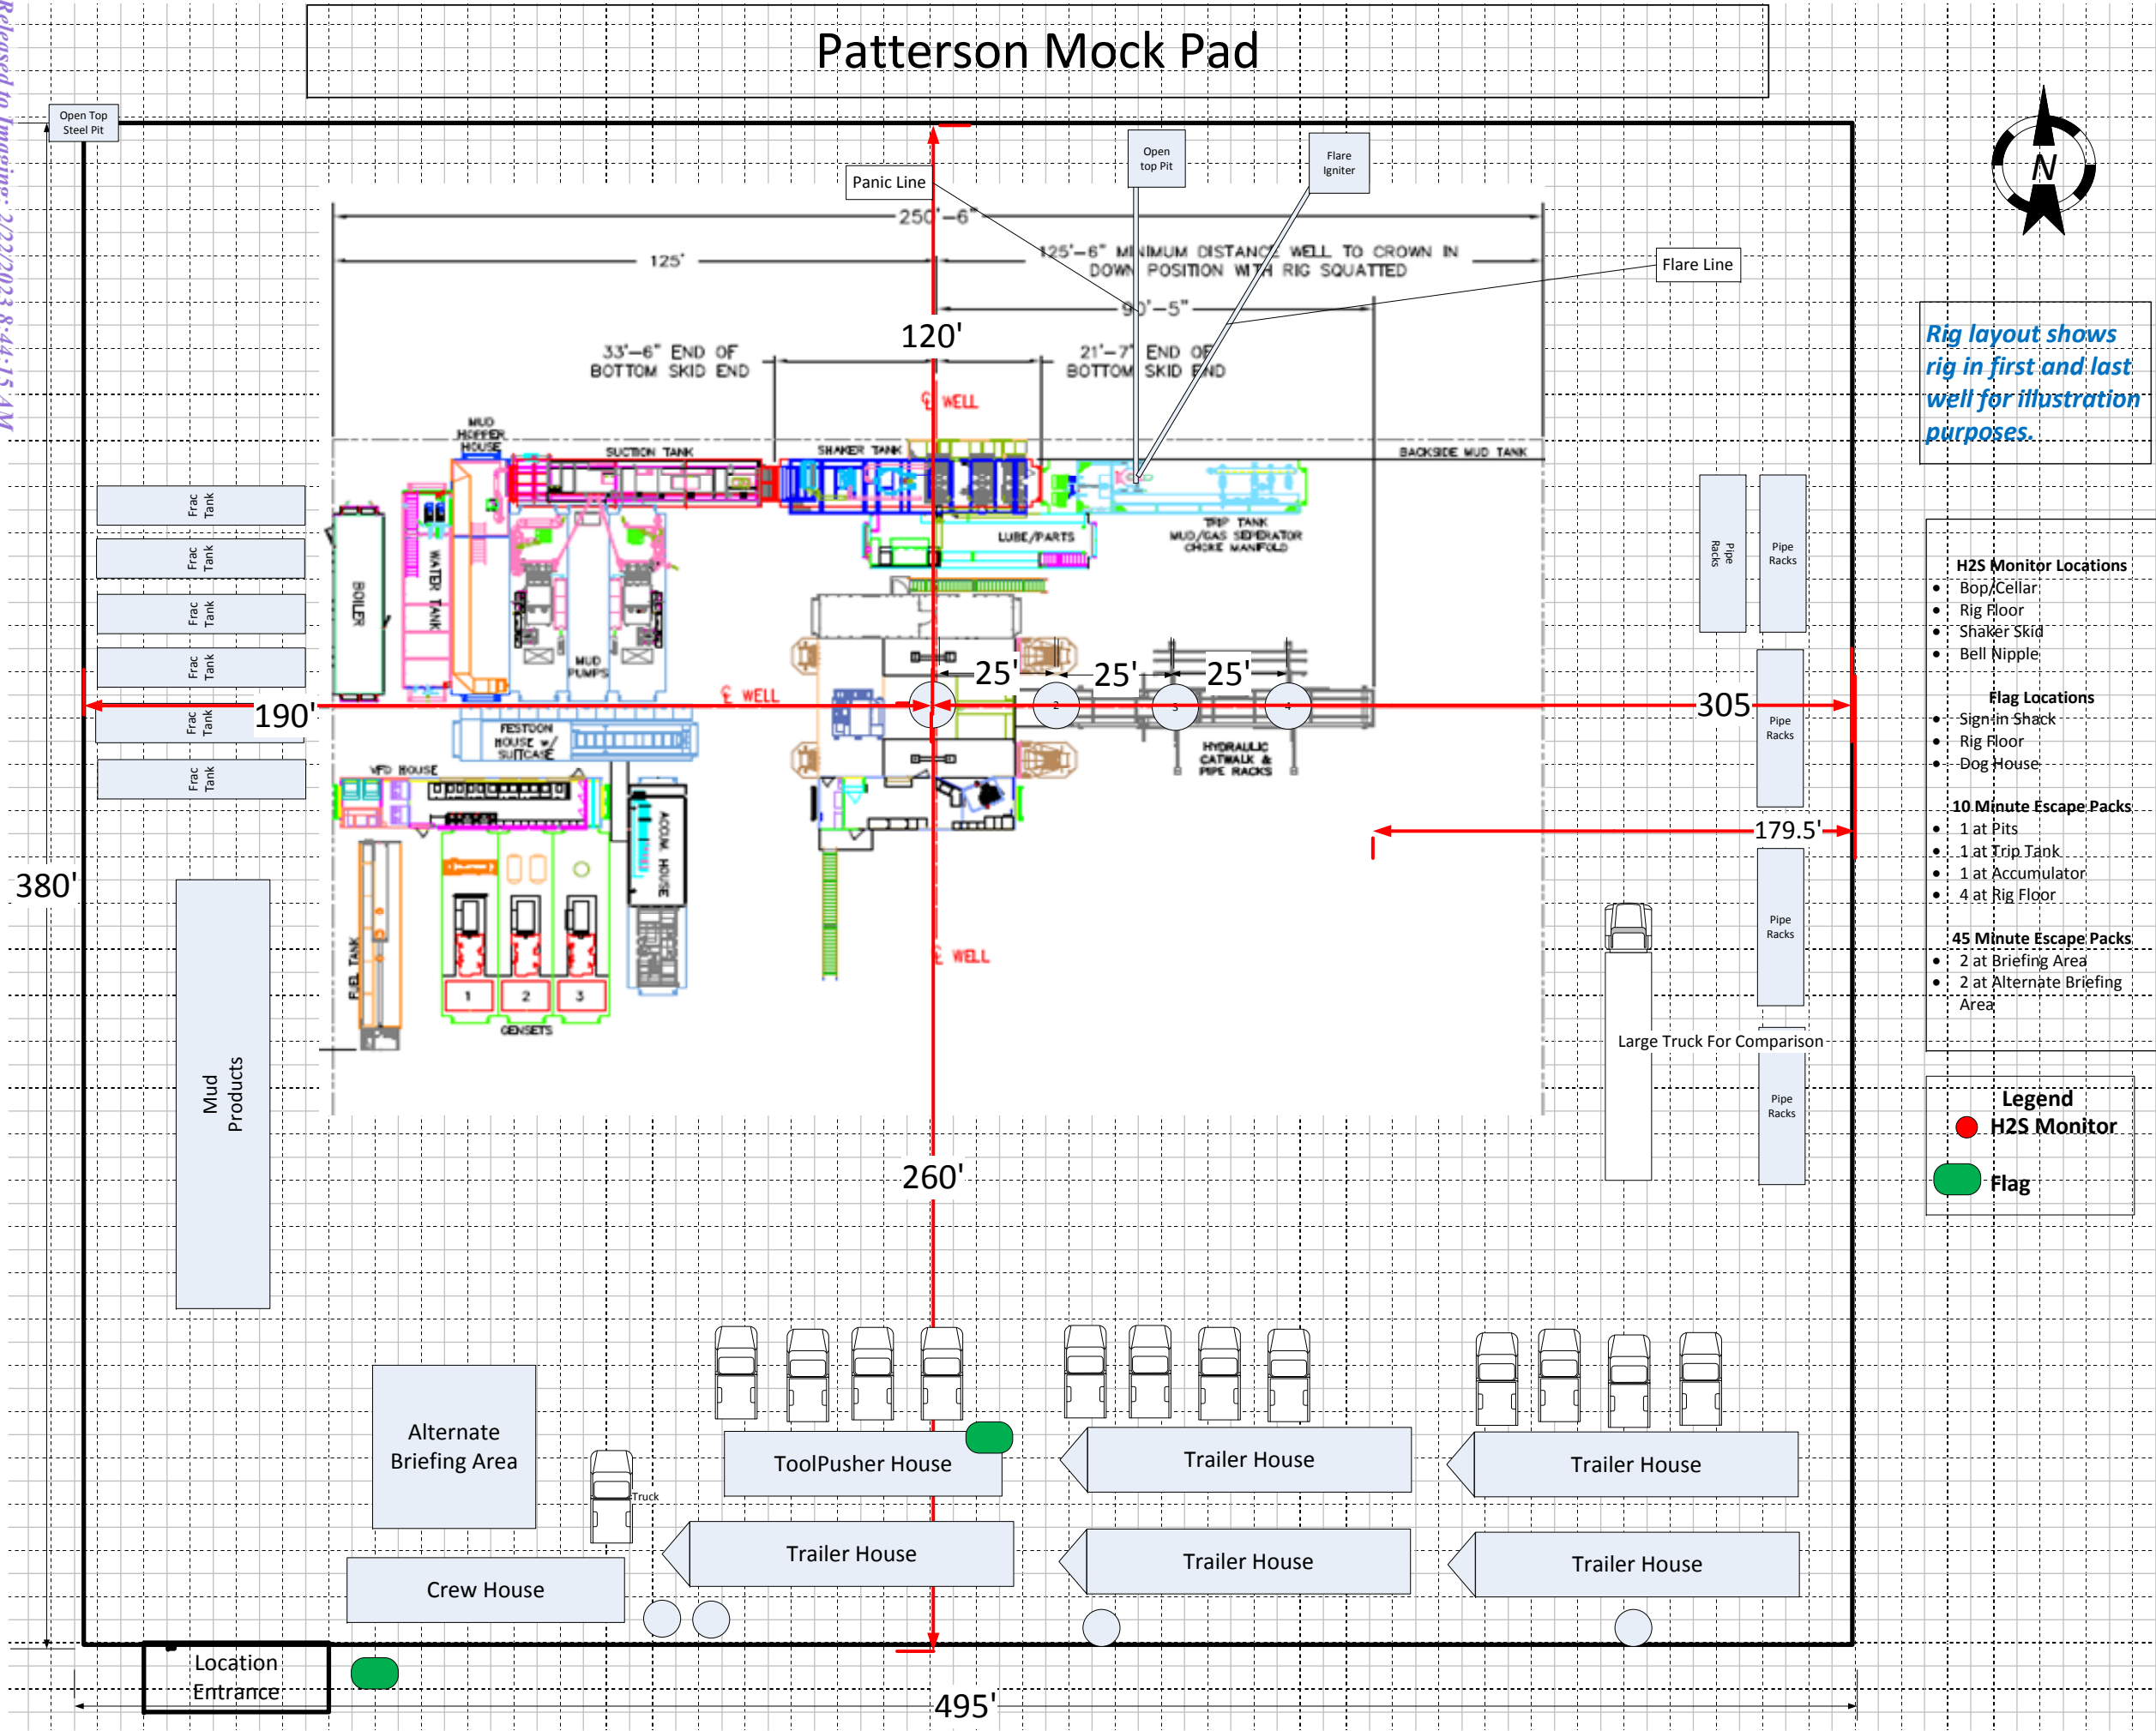 Released to Imaging: 2/22/2023 8:44:15 AM
Patterson Mock Pad
Open Top
Steel Pit
Panic Line
Open
top Pit
Flare
Igniter
N
250'-6"
125'
125'-6" MINIMUM DISTANCE WELL TO CROWN IN
DOWN POSITION WITH RIG SQUATTED
Flare Line
90'-5"
120'
33'-6" END OF
BOTTOM SKID END
21'-7" END OF
BOTTOM SKID END
Rig layout shows
rig in first and last
well for illustration
purposes.
℄ WELL
MUD
HOPPER
HOUSE
SUCTION TANK
SHAKER TANK
BACKSIDE MUD TANK
Frac
Tank
Frac
Tank
Frac
Tank
Frac
Tank
Frac
Tank
Frac
Tank
BOILER
WATER TANK
MUD
PUMPS
LUBE/PARTS
TRIP TANK
MUD/GAS SEPERATOR
CHOKE MANIFOLD
Pipe
Racks
Pipe
Racks
H2S Monitor Locations
• Bop/Cellar
• Rig Floor
• Shaker Skid
• Bell Nipple
Flag Locations
• Sign in Shack
• Rig Floor
• Dog House
10 Minute Escape Packs
• 1 at Pits
• 1 at Trip Tank
• 1 at Accumulator
• 4 at Rig Floor
45 Minute Escape Packs
• 2 at Briefing Area
• 2 at Alternate Briefing
Area
25'
25'
25'
190'
℄ WELL
2
3
4
305
Pipe
Racks
FESTOON
HOUSE w/
SUITCASE
HYDRAULIC
CATWALK &
PIPE RACKS
VFD HOUSE
179.5'
ACCUM. HOUSE
380'
Mud
Products
FUEL TANK
1
2
3
GENSETS
℄ WELL
Pipe
Racks
Large Truck For Comparison
Pipe
Racks
Legend
H2S Monitor
Flag
260'
Alternate
Briefing Area
Truck
ToolPusher House
Trailer House
Trailer House
Crew House
Trailer House
Trailer House
Trailer House
Location
Entrance
495'